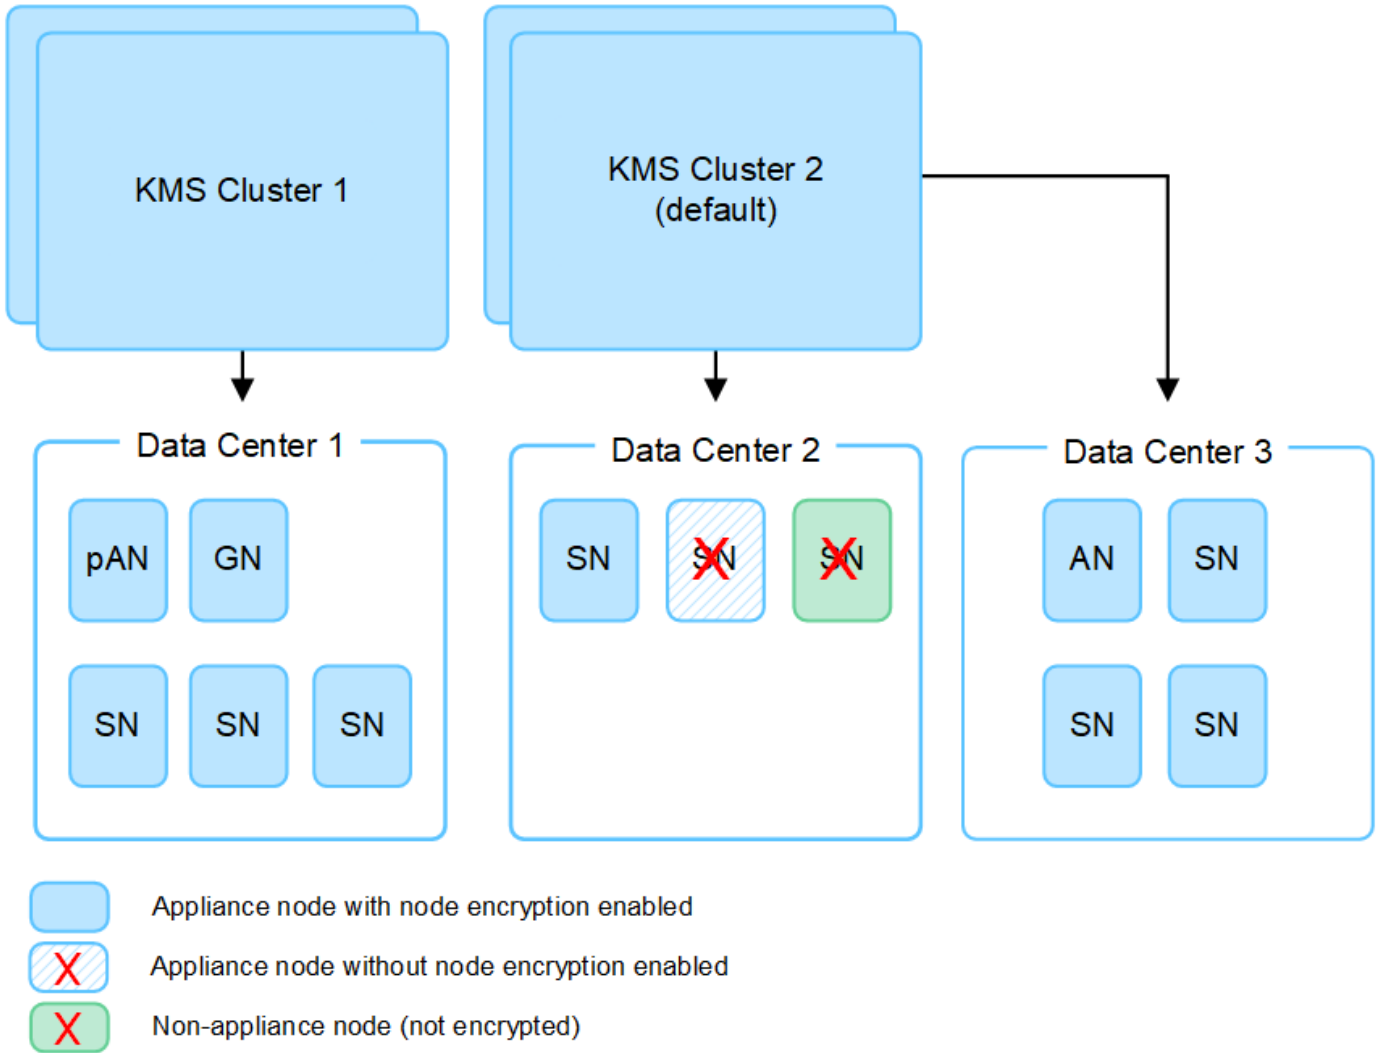 KMS Cluster 1
KMS Cluster 2
(default)
Data Center 1
Data Center 2
Data Center 3
pAN GN
SN SN SN
SN SN SN
AN SN
SN SN
Appliance node with node encryption enabled
X Appliance node without node encryption enabled
X Non-appliance node (not encrypted)